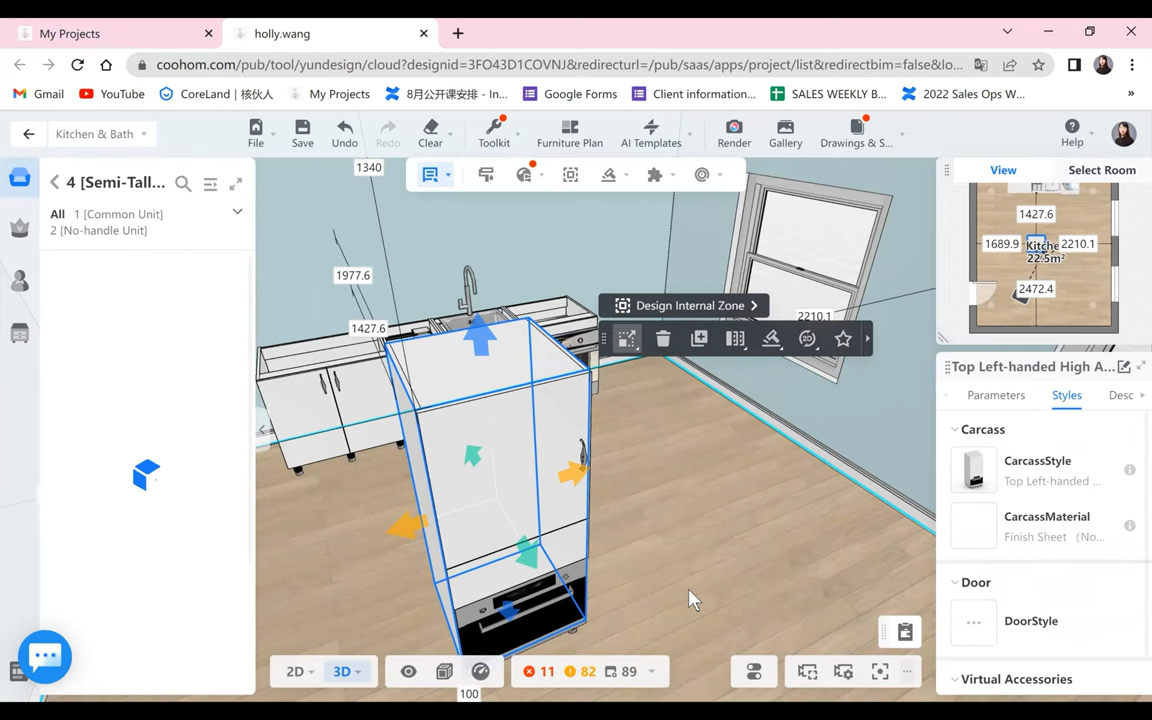 My Projects
holly.wang
coohom.com/pub/tool/yundesign/cloud?designid=3FO43D1COVNJ&redirecturl=/pub/saas/apps/project/list&redirectbim=false&lo...
Gmail
YouTube
CoreLand | 核伙人
My Projects
8月公开课安排 - In...
Google Forms
Client information...
SALES WEEKLY B...
2022 Sales Ops W...
»
Kitchen & Bath
File
Save
Undo
Redo
Clear
Toolkit
Furniture Plan
AI Templates
Render
Gallery
Drawings & S...
Help
4 [Semi-Tall...
All 1 [Common Unit]
2 [No-handle Unit]
1340
1977.6
1427.6
2210.1
100
Design Internal Zone
2D
View
Select Room
1427.6
1689.9
2210.1
Kitche
22.5m²
2472.4
Top Left-handed High A...
Parameters
Styles
Desc
Carcass
CarcassStyle
Top Left-handed ...
CarcassMaterial
Finish Sheet （No...
Door
DoorStyle
Virtual Accessories
2D
3D
11
82
89